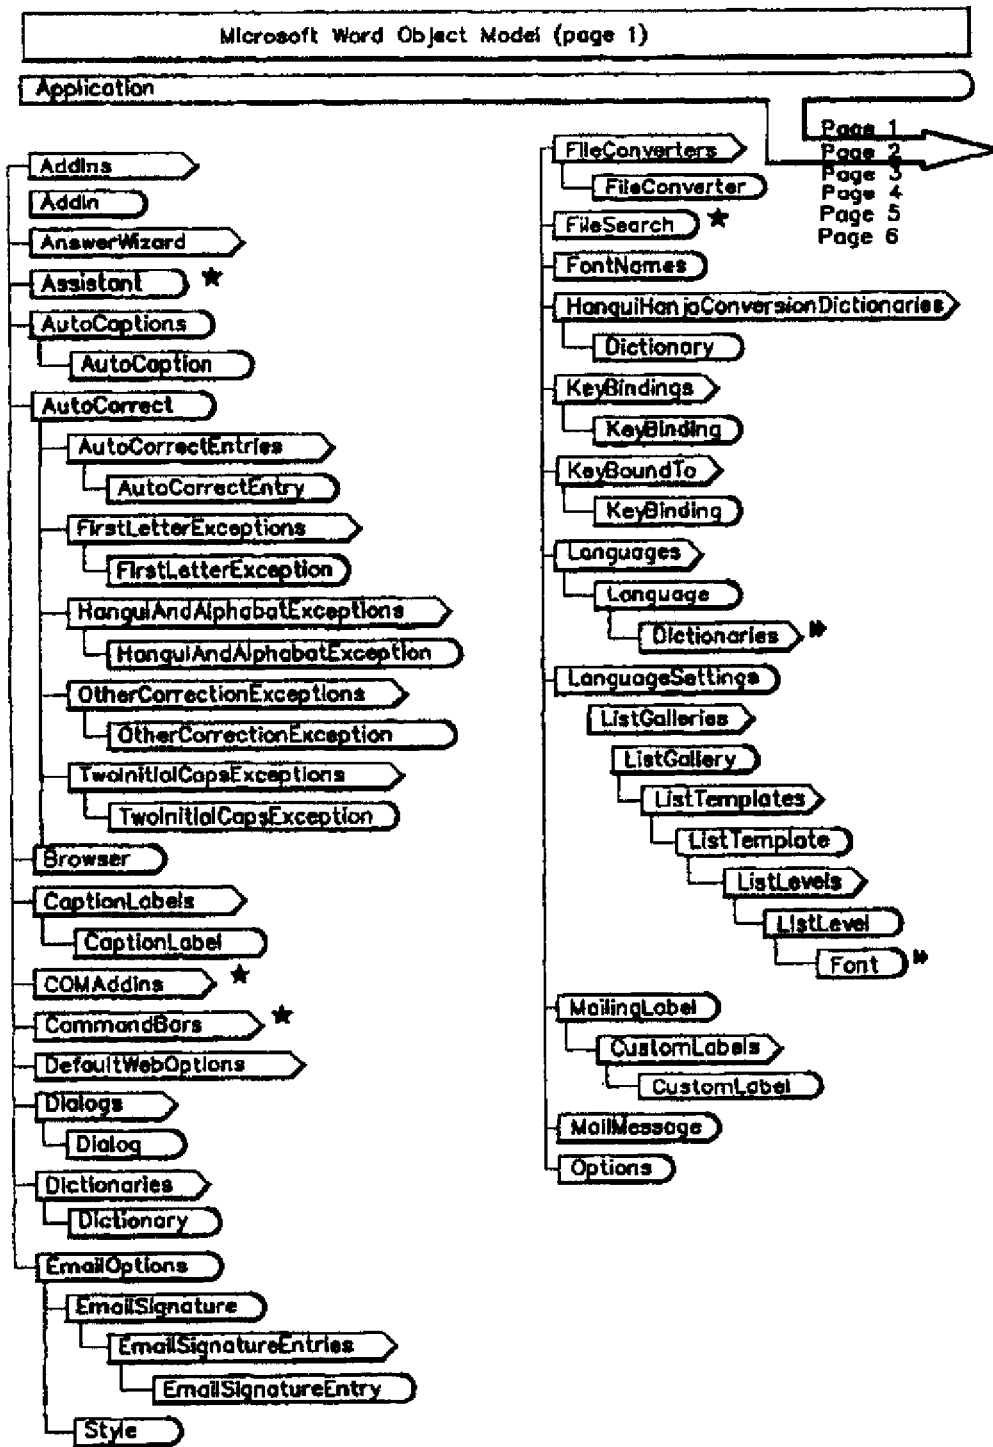 Microsoft Word Object Model (page 1)
Application
Page 1
Page 2
Page 3
Page 4
Page 5
Page 6
AddIns
AddIn
AnswerWizard
Assistant
AutoCaptions
AutoCaption
AutoCorrect
AutoCorrectEntries
AutoCorrectEntry
FirstLetterExceptions
FirstLetterException
HangulAndAlphabatExceptions
HangulAndAlphabatException
OtherCorrectionExceptions
OtherCorrectionException
TwoInitialCapsExceptions
TwoInitialCapsException
Browser
CaptionLabels
CaptionLabel
COMAddIns
CommandBars
DefaultWebOptions
Dialogs
Dialog
Dictionaries
Dictionary
EmailOptions
EmailSignature
EmailSignatureEntries
EmailSignatureEntry
Style
FileConverters
FileConverter
FileSearch
FontNames
HangulHanjaConversionDictionaries
Dictionary
KeyBindings
KeyBinding
KeyBoundTo
KeyBinding
Languages
Language
Dictionaries
LanguageSettings
ListGalleries
ListGallery
ListTemplates
ListTemplate
ListLevels
ListLevel
Font
MailingLabel
CustomLabels
CustomLabel
MailMessage
Options